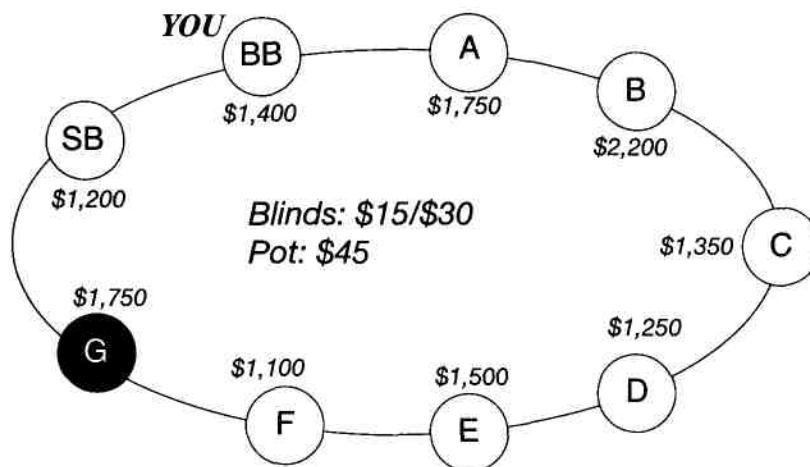 YOU
BB
A
B
$1,400
$1,750
SB
$2,200
$1,200
Blinds: $15/$30
Pot: $45
$1,350
C
$1,750
$1,250
G
$1,100
$1,500
D
F
E